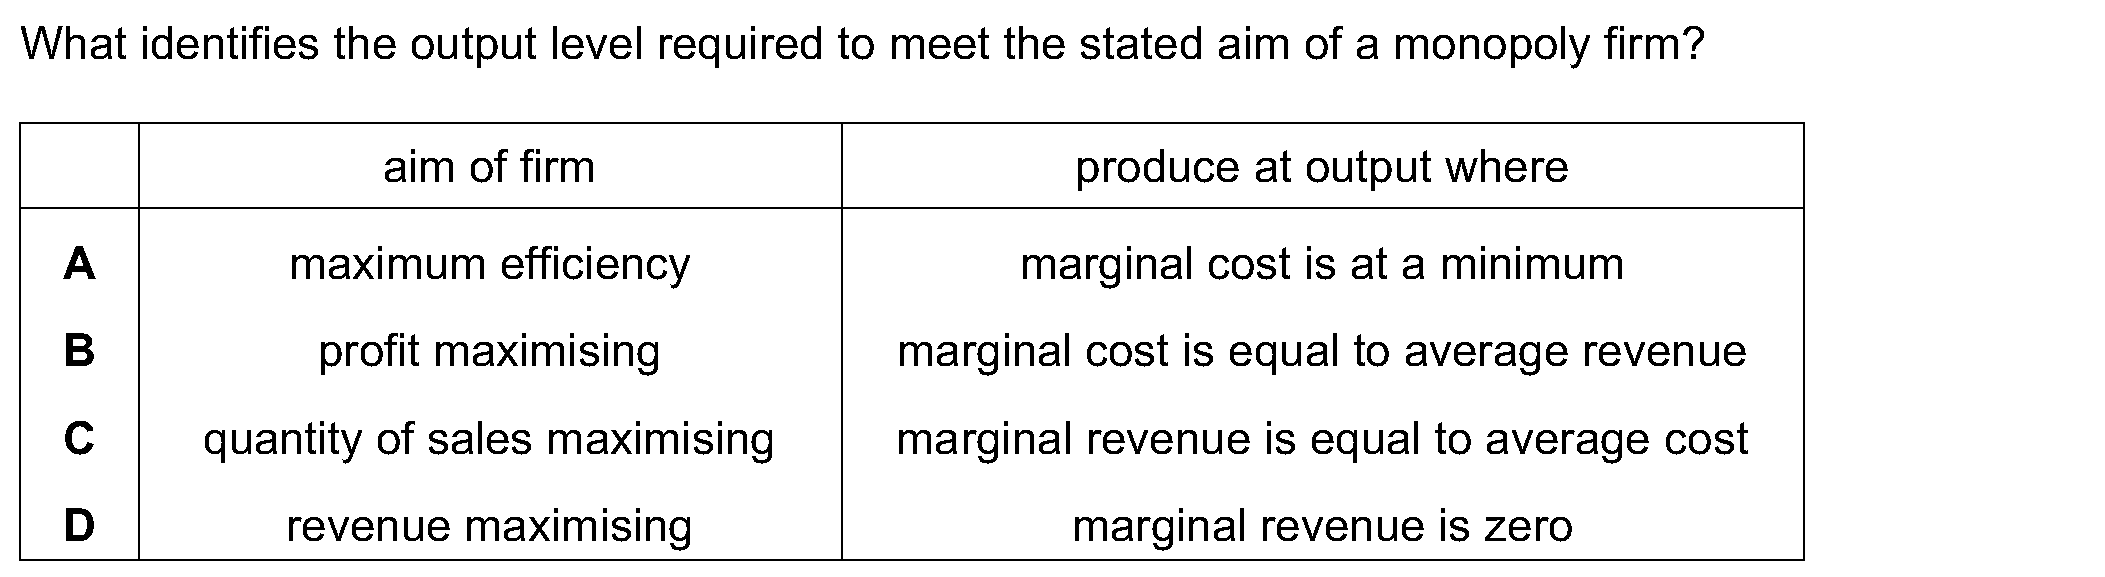 What identifies the output level required to meet the stated aim of a monopoly firm?
aim of firm produce at output where
A maximum efficiency marginal cost is at a minimum
B profit maximising marginal cost is equal to average revenue
C quantity of sales maximising marginal revenue is equal to average cost
D revenue maximising marginal revenue is zero